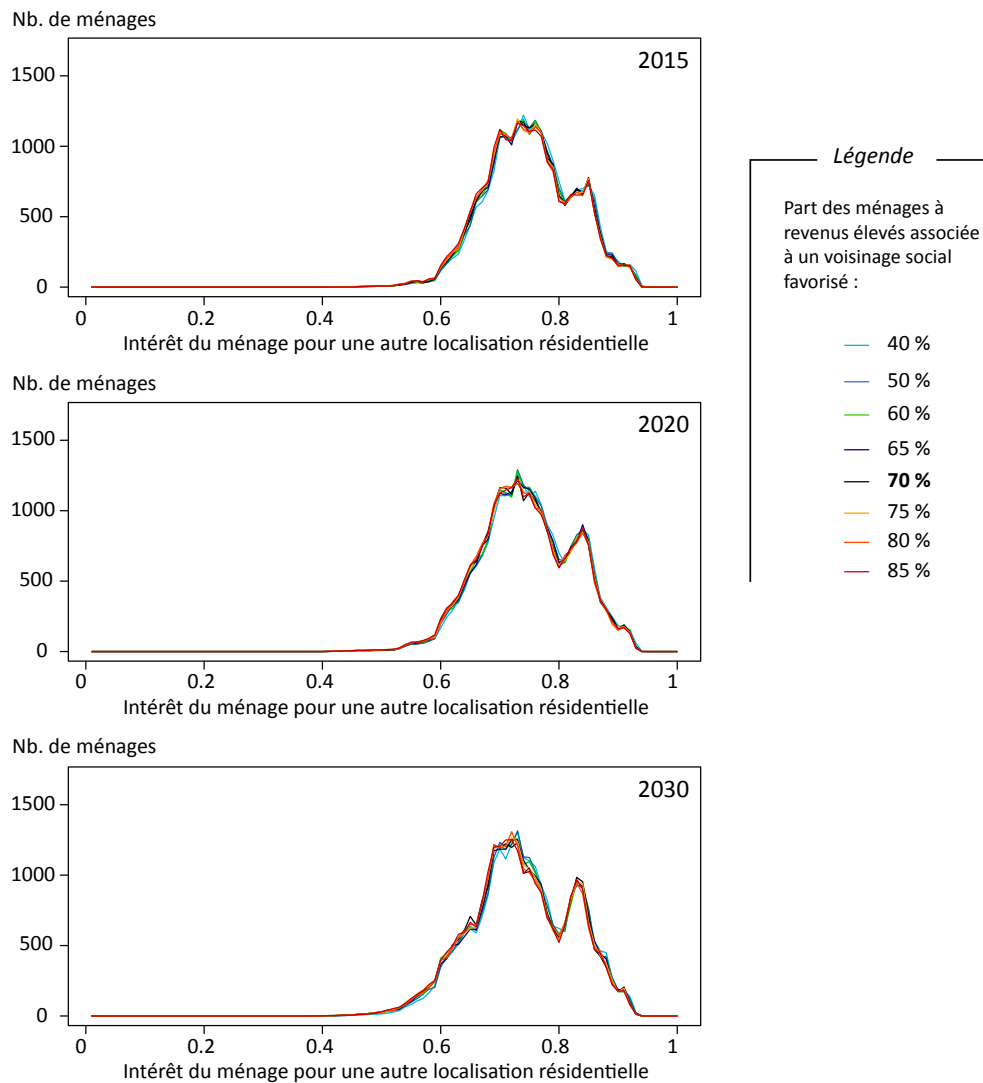 Nb. de ménages
2015
1500
1000
500
0
0 0.2 0.4 0.6 0.8 1
Intérêt du ménage pour une autre localisation résidentielle
Nb. de ménages
2020
1500
1000
500
0
0 0.2 0.4 0.6 0.8 1
Intérêt du ménage pour une autre localisation résidentielle
Nb. de ménages
2030
1500
1000
500
0
0 0.2 0.4 0.6 0.8 1
Intérêt du ménage pour une autre localisation résidentielle
Légende
Part des ménages à
revenus élevés associée
à un voisinage social
favorisé :
40 %
50 %
60 %
65 %
70 %
75 %
80 %
85 %